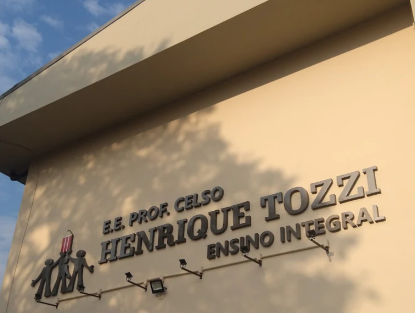 E.E. PROF. CELSO
HENRIQUE TOZZI
ENSINO INTEGRAL